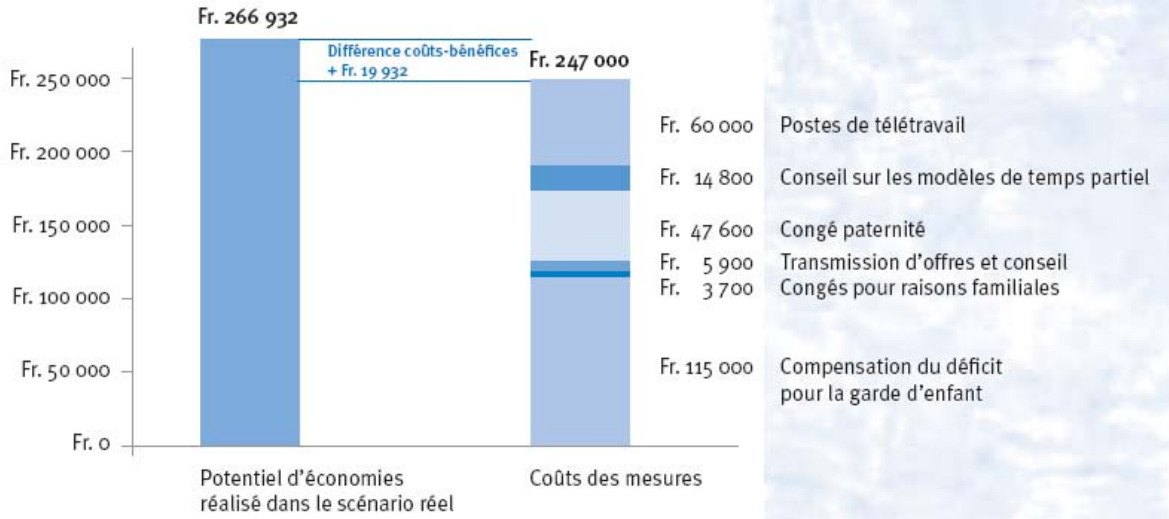 Fr. 266 932
Différence coûts-bénéfices
+ Fr. 19 932
Fr. 247 000
Fr. 250 000
Fr. 200 000
Fr. 150 000
Fr. 100 000
Fr. 50 000
Fr. 0
Fr. 60 000 Postes de télétravail
Fr. 14 800 Conseil sur les modèles de temps partiel
Fr. 47 600 Congé paternité
Fr. 5 900 Transmission d'offres et conseil
Fr. 3 700 Congés pour raisons familiales
Fr. 115 000 Compensation du déficit
pour la garde d'enfant
Potentiel d'économies
réalisé dans le scénario réel
Coûts des mesures